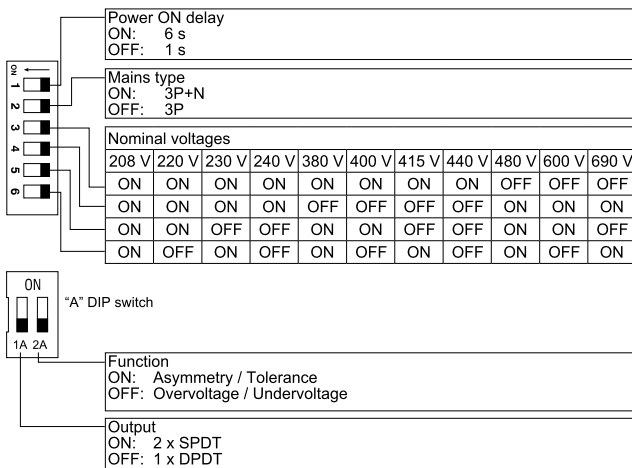 Power ON delay
ON: 6 s
OFF: 1 s
ON
1
2
3
4
5
6
Mains type
ON: 3P+N
OFF: 3P
Nominal voltages
208 V 220 V 230 V 240 V 380 V 400 V 415 V 440 V 480 V 600 V 690 V
ON ON ON ON ON ON ON ON OFF OFF OFF
ON ON ON ON OFF OFF OFF OFF ON ON ON
ON ON OFF OFF ON ON OFF OFF ON ON OFF
ON OFF ON OFF ON OFF ON OFF ON OFF ON
ON
"A" DIP switch
1A 2A
Function
ON: Asymmetry / Tolerance
OFF: Overvoltage / Undervoltage
Output
ON: 2 x SPDT
OFF: 1 x DPDT